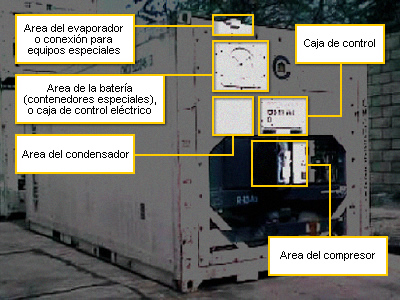 Area del evaporador
o conexión para
equipos especiales
Caja de control
Area de la batería
(contenedores especiales),
o caja de control eléctrico
Area del condensador
Area del compresor